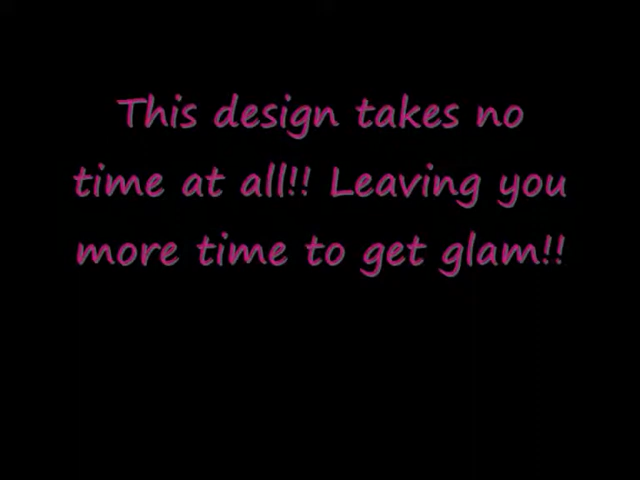 This design takes no
time at all!! Leaving you
more time to get glam!!